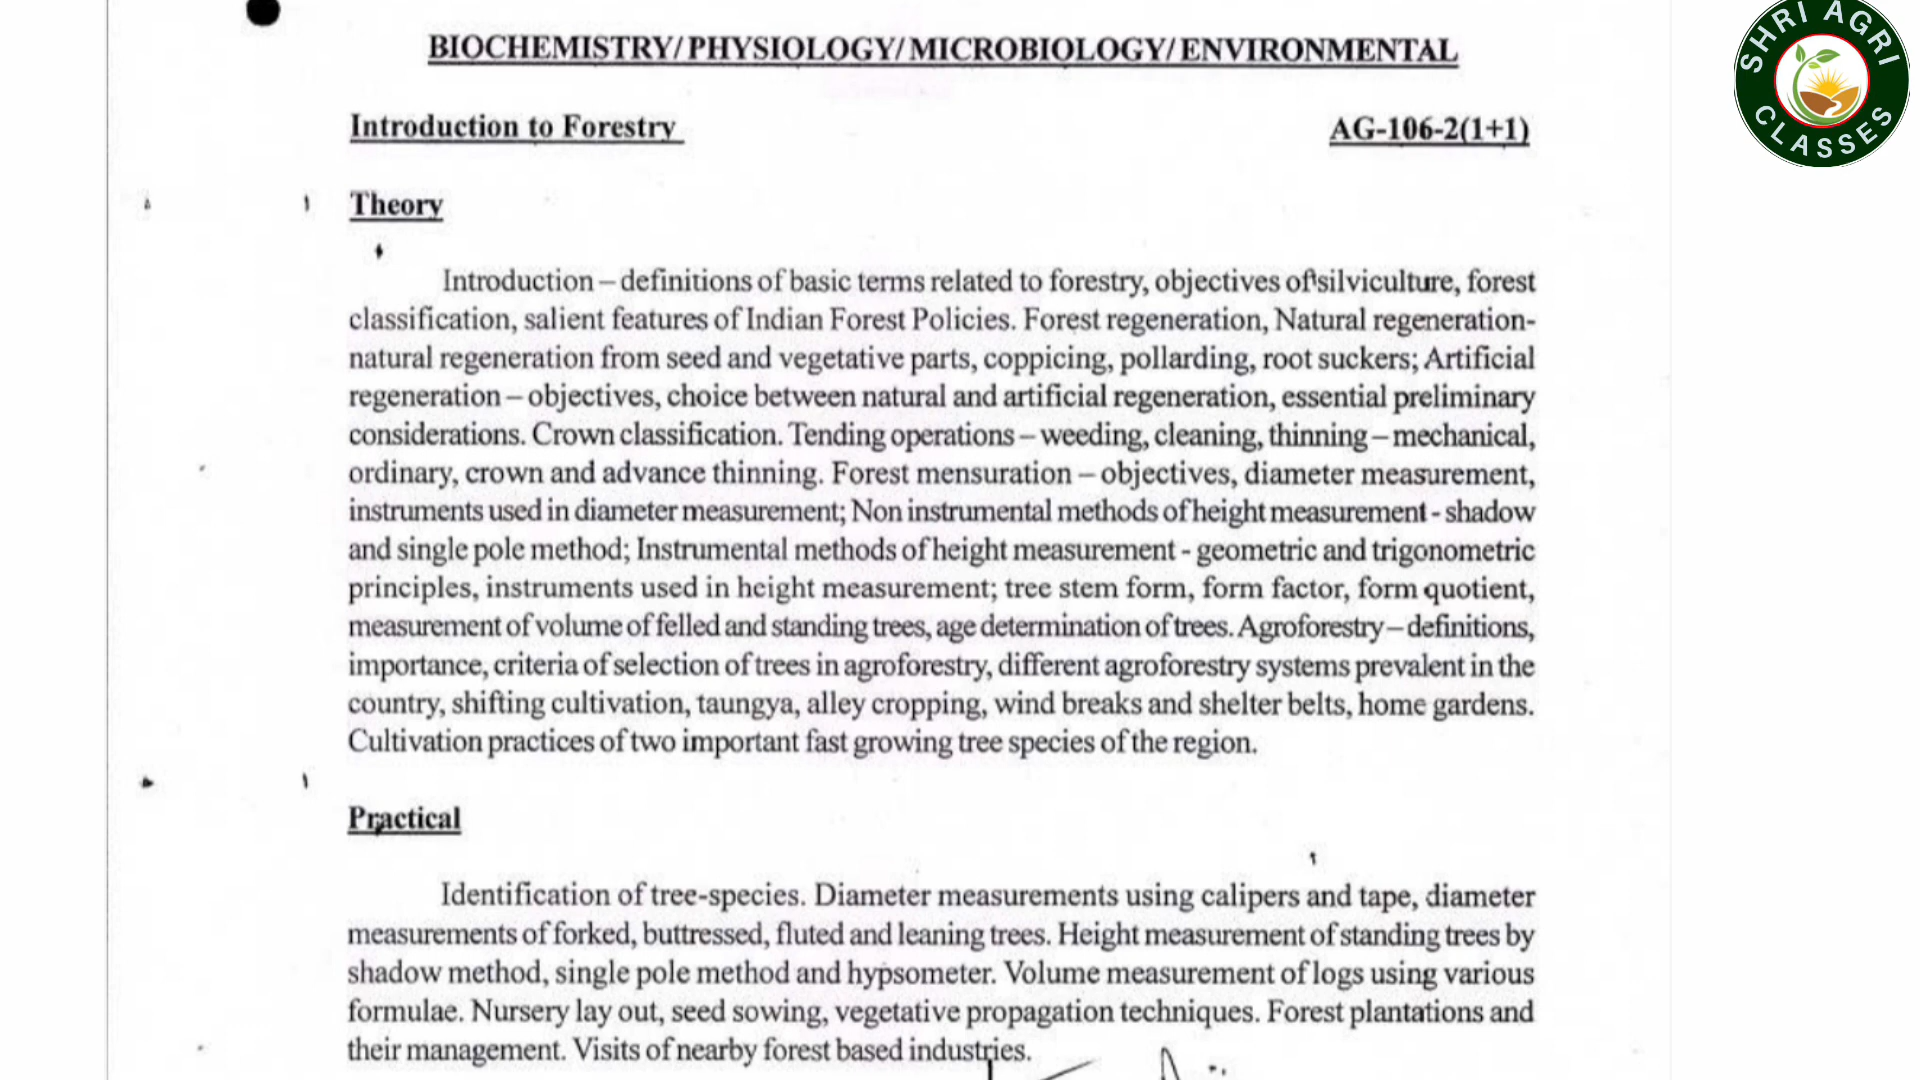 BIOCHEMISTRY/PHYSIOLOGY/MICROBIOLOGY/ENVIRONMENTAL
SHRI AGRI CLASSES
Introduction to Forestry AG-106-2(1+1)
Theory
Introduction – definitions of basic terms related to forestry, objectives of silviculture, forest
classification, salient features of Indian Forest Policies. Forest regeneration, Natural regeneration-
natural regeneration from seed and vegetative parts, coppicing, pollarding, root suckers; Artificial
regeneration – objectives, choice between natural and artificial regeneration, essential preliminary
considerations. Crown classification. Tending operations – weeding, cleaning, thinning – mechanical,
ordinary, crown and advance thinning. Forest mensuration – objectives, diameter measurement,
instruments used in diameter measurement; Non instrumental methods of height measurement - shadow
and single pole method; Instrumental methods of height measurement - geometric and trigonometric
principles, instruments used in height measurement; tree stem form, form factor, form quotient,
measurement of volume of felled and standing trees, age determination of trees. Agroforestry – definitions,
importance, criteria of selection of trees in agroforestry, different agroforestry systems prevalent in the
country, shifting cultivation, taungya, alley cropping, wind breaks and shelter belts, home gardens.
Cultivation practices of two important fast growing tree species of the region.
Practical
Identification of tree-species. Diameter measurements using calipers and tape, diameter
measurements of forked, buttressed, fluted and leaning trees. Height measurement of standing trees by
shadow method, single pole method and hypsometer. Volume measurement of logs using various
formulae. Nursery lay out, seed sowing, vegetative propagation techniques. Forest plantations and
their management. Visits of nearby forest based industries.